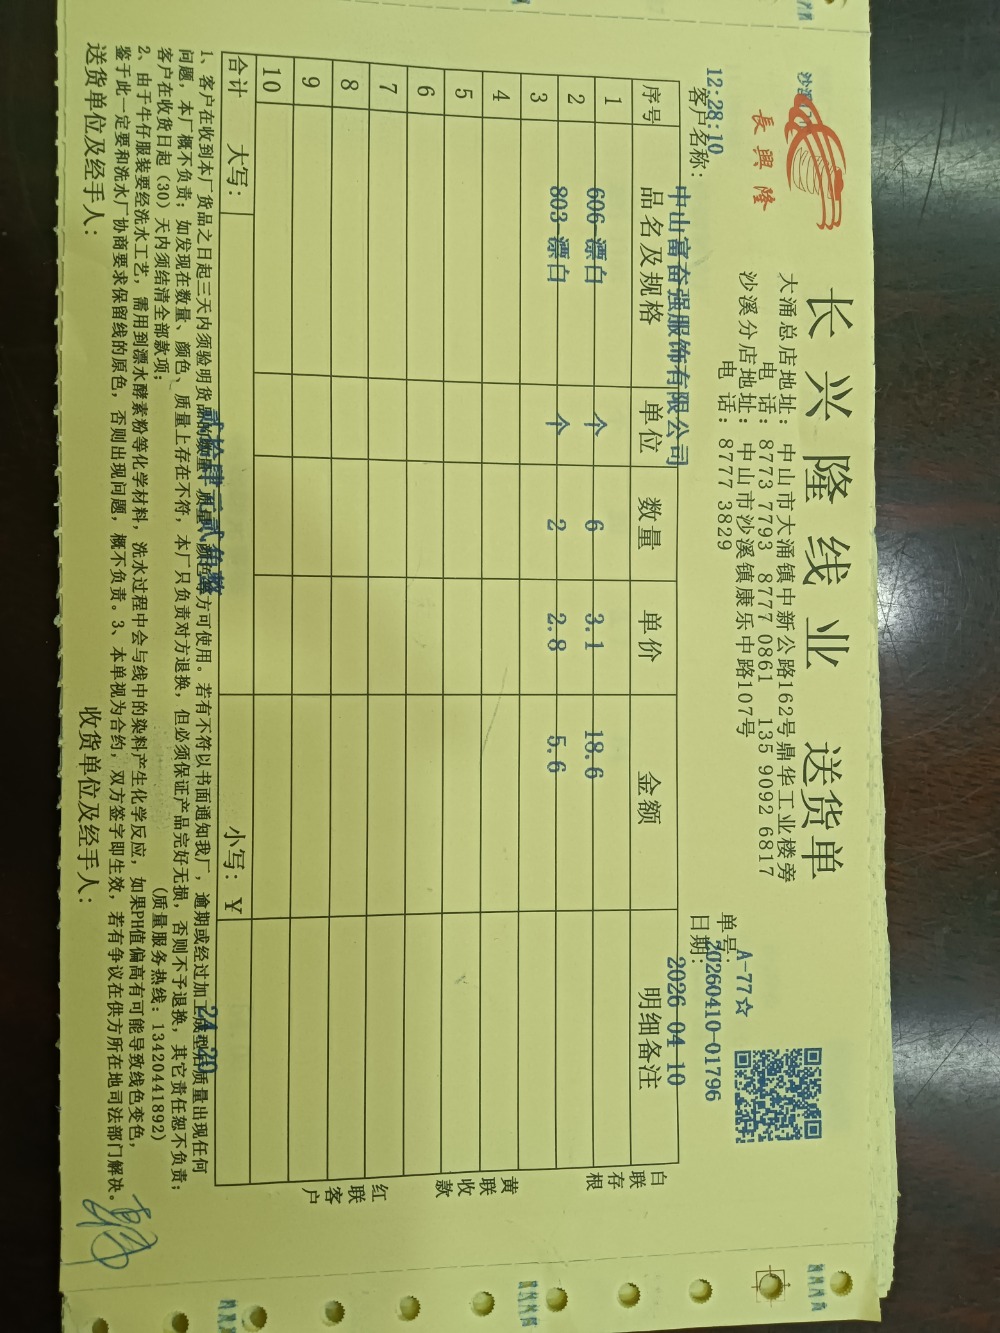 長興隆
长兴隆线业 送货单
大涌总店地址：中山市大涌镇中新公路162号鼎华工业楼旁
电话：8773 7793 8777 0861 135 9092 6817
沙溪分店地址：中山市沙溪镇康乐中路107号
电话：8777 3829
A-77☆
单号：20260410-01796
12:28:10
客户名称：中山富奋强服饰有限公司
日期：2026 04 10
序号 品名及规格 单位 数量 单价 金额 明细备注
1 606-漂白 个 6 3.1 18.6
2 803-漂白 个 2 2.8 5.6
3
4
5
6
7
8
9
10
合计 大写：贰拾肆元贰角整 小写：￥ 24.20
白联存根
黄联收款
红联客户
1、客户在收到本厂货品之日起三天内须验明货品的数量、质量、颜色等方可使用。若有不符以书面通知我厂，逾期或经过加工成型后质量出现任何
问题，本厂概不负责；如发现在数量、颜色、质量上存在不符，本厂只负责对方退换，但必须保证产品完好无损，否则不予退换，其它责任恕不负责；
客户在收货日起（30）天内须结清全部款项； （质量服务热线：13420441892）
2、由于牛仔服装要经洗水工艺，需用到漂水酵素粉等化学材料，洗水过程中会与线中的染料产生化学反应，如果PH值偏高有可能导致线色变色，
鉴于此一定要和洗水厂协商要求保留线的原色，否则出现问题，概不负责。3、本单视为合约，双方签字即生效，若有争议在供方所在地司法部门解决。
送货单位及经手人： 收货单位及经手人：